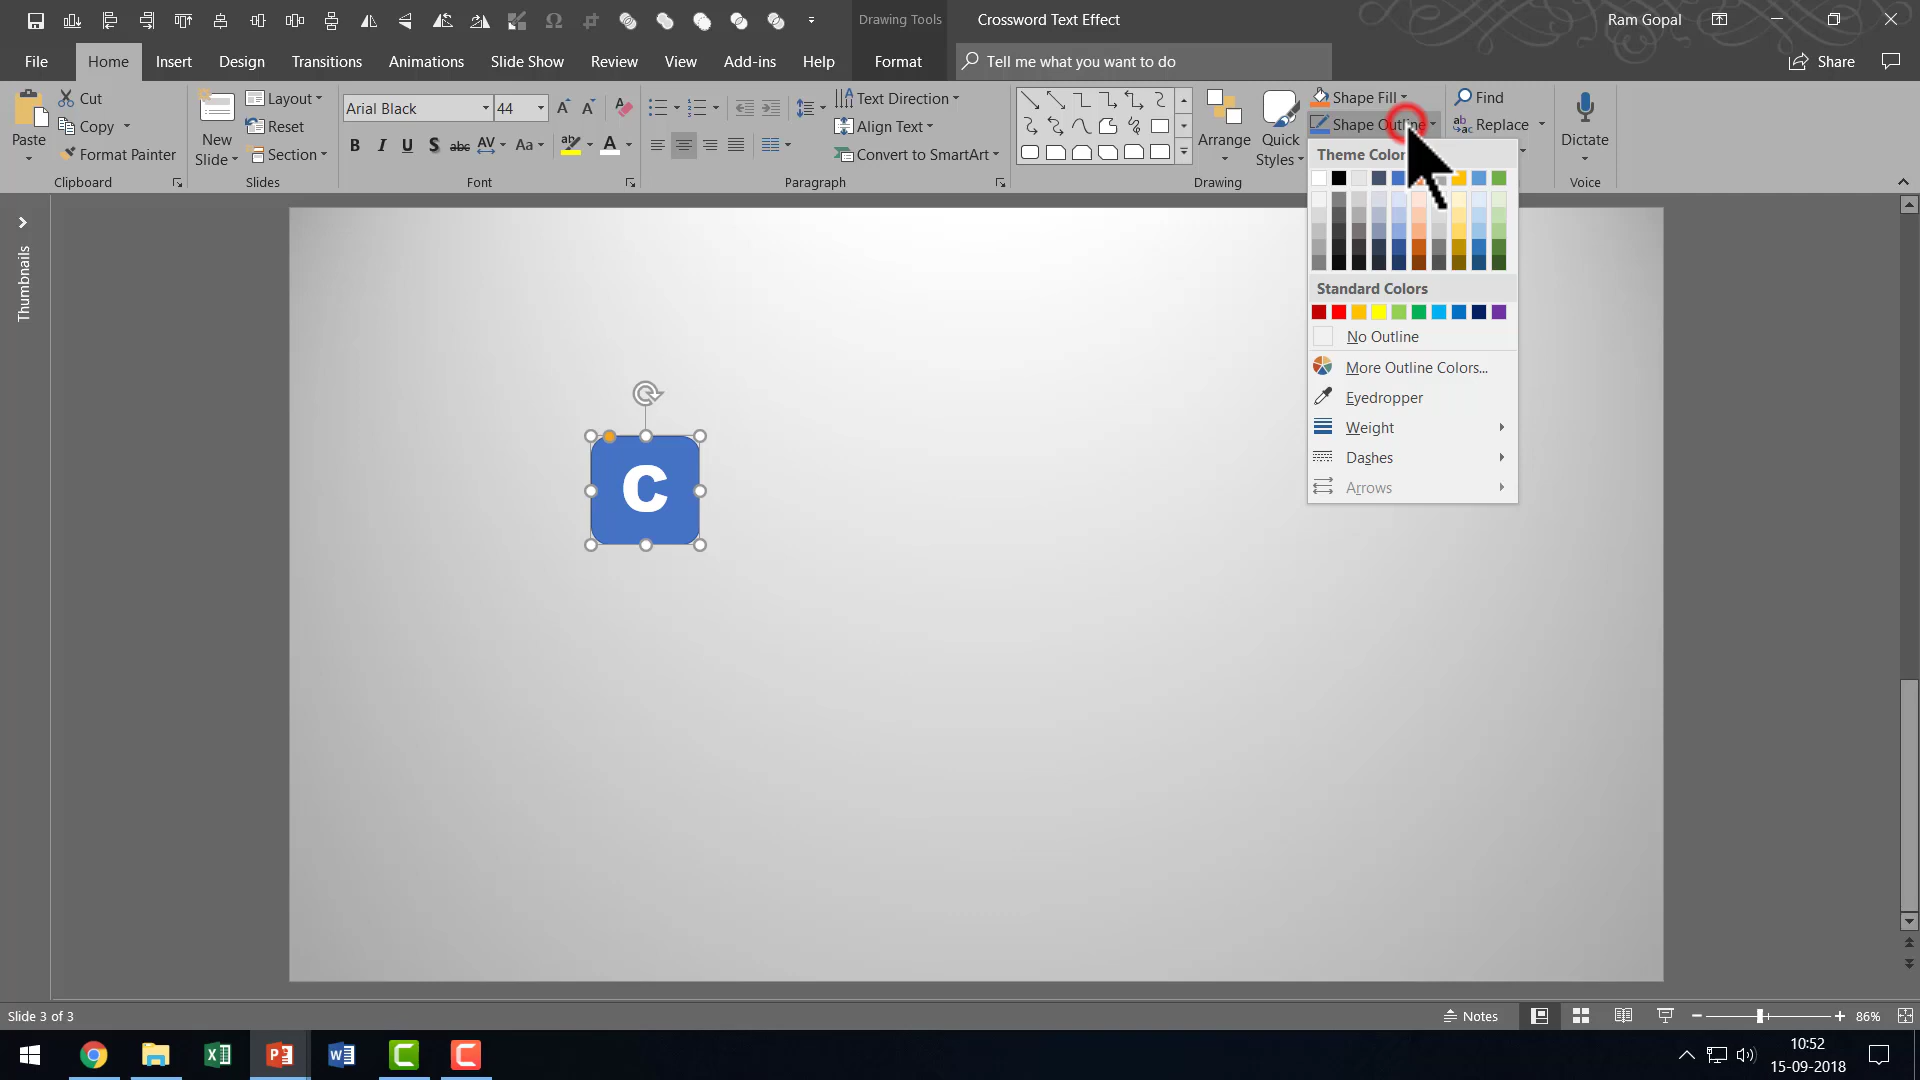 Drawing Tools
Crossword Text Effect
Ram Gopal
File
Home
Insert
Design
Transitions
Animations
Slide Show
Review
View
Add-ins
Help
Format
Tell me what you want to do
Share
Paste
Cut
Copy
Format Painter
Clipboard
New
Slide
Layout
Reset
Section
Slides
Arial Black
44
B
I
U
S
abc
AV
Aa
A
Font
Text Direction
Align Text
Convert to SmartArt
Paragraph
Arrange
Quick
Styles
Drawing
Shape Fill
Shape Outline
Find
Replace
Dictate
Voice
Standard Colors
No Outline
More Outline Colors...
Eyedropper
Weight
Dashes
Arrows
Thumbnails
C
Slide 3 of 3
Notes
86%
10:52
15-09-2018